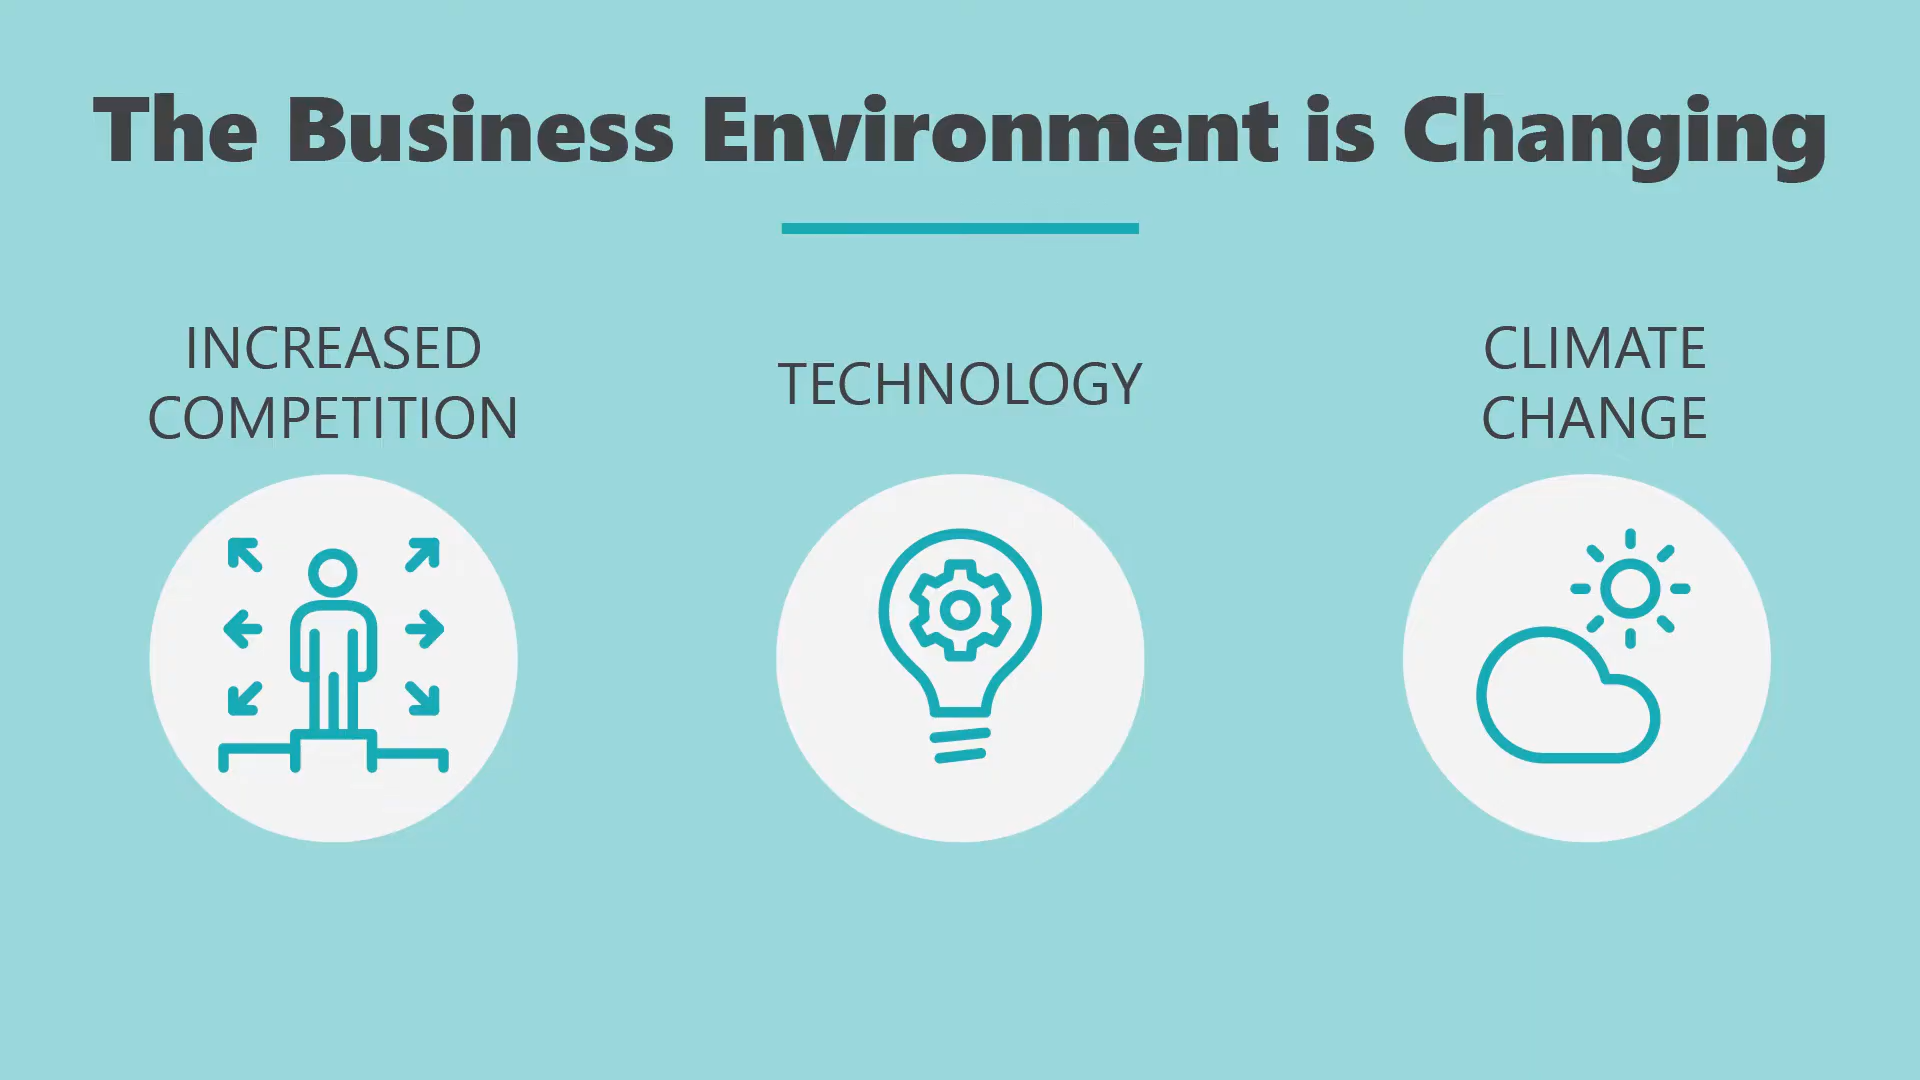 The Business Environment is Changing
INCREASED
COMPETITION
TECHNOLOGY
CLIMATE
CHANGE